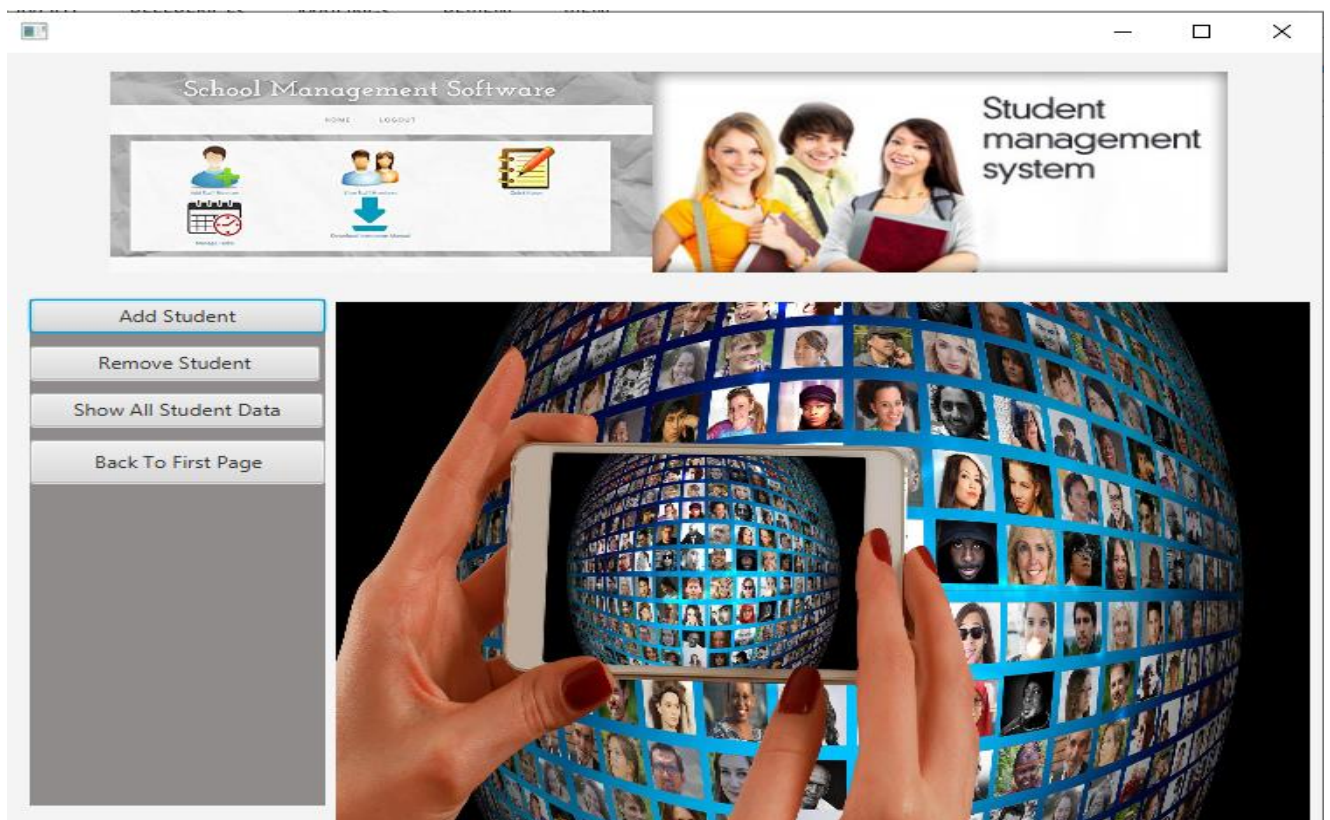 School Management Software
HOME LOGOUT
Student
management
system
Add Student
Remove Student
Show All Student Data
Back To First Page